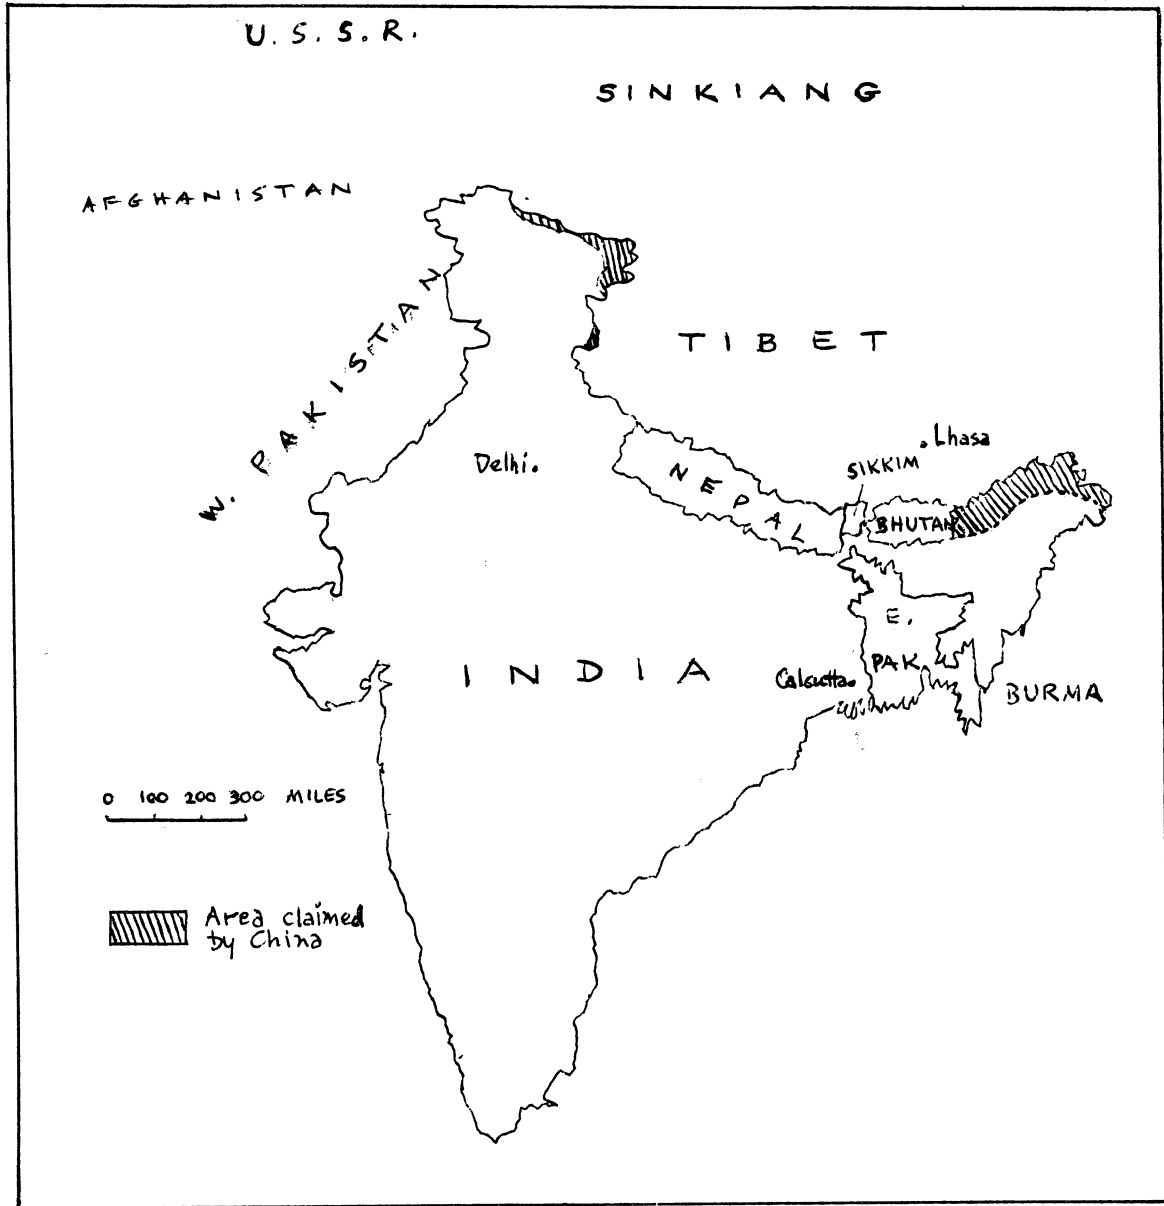 U.S.S.R.
SINKIANG
AFGHANISTAN
W. PAKISTAN
TIBET
.Lhasa
Delhi.
SIKKIM
NEPAL
BHUTAN
E.
PAK.
INDIA
Calcutta.
BURMA
0 100 200 300 MILES
Area claimed
by China